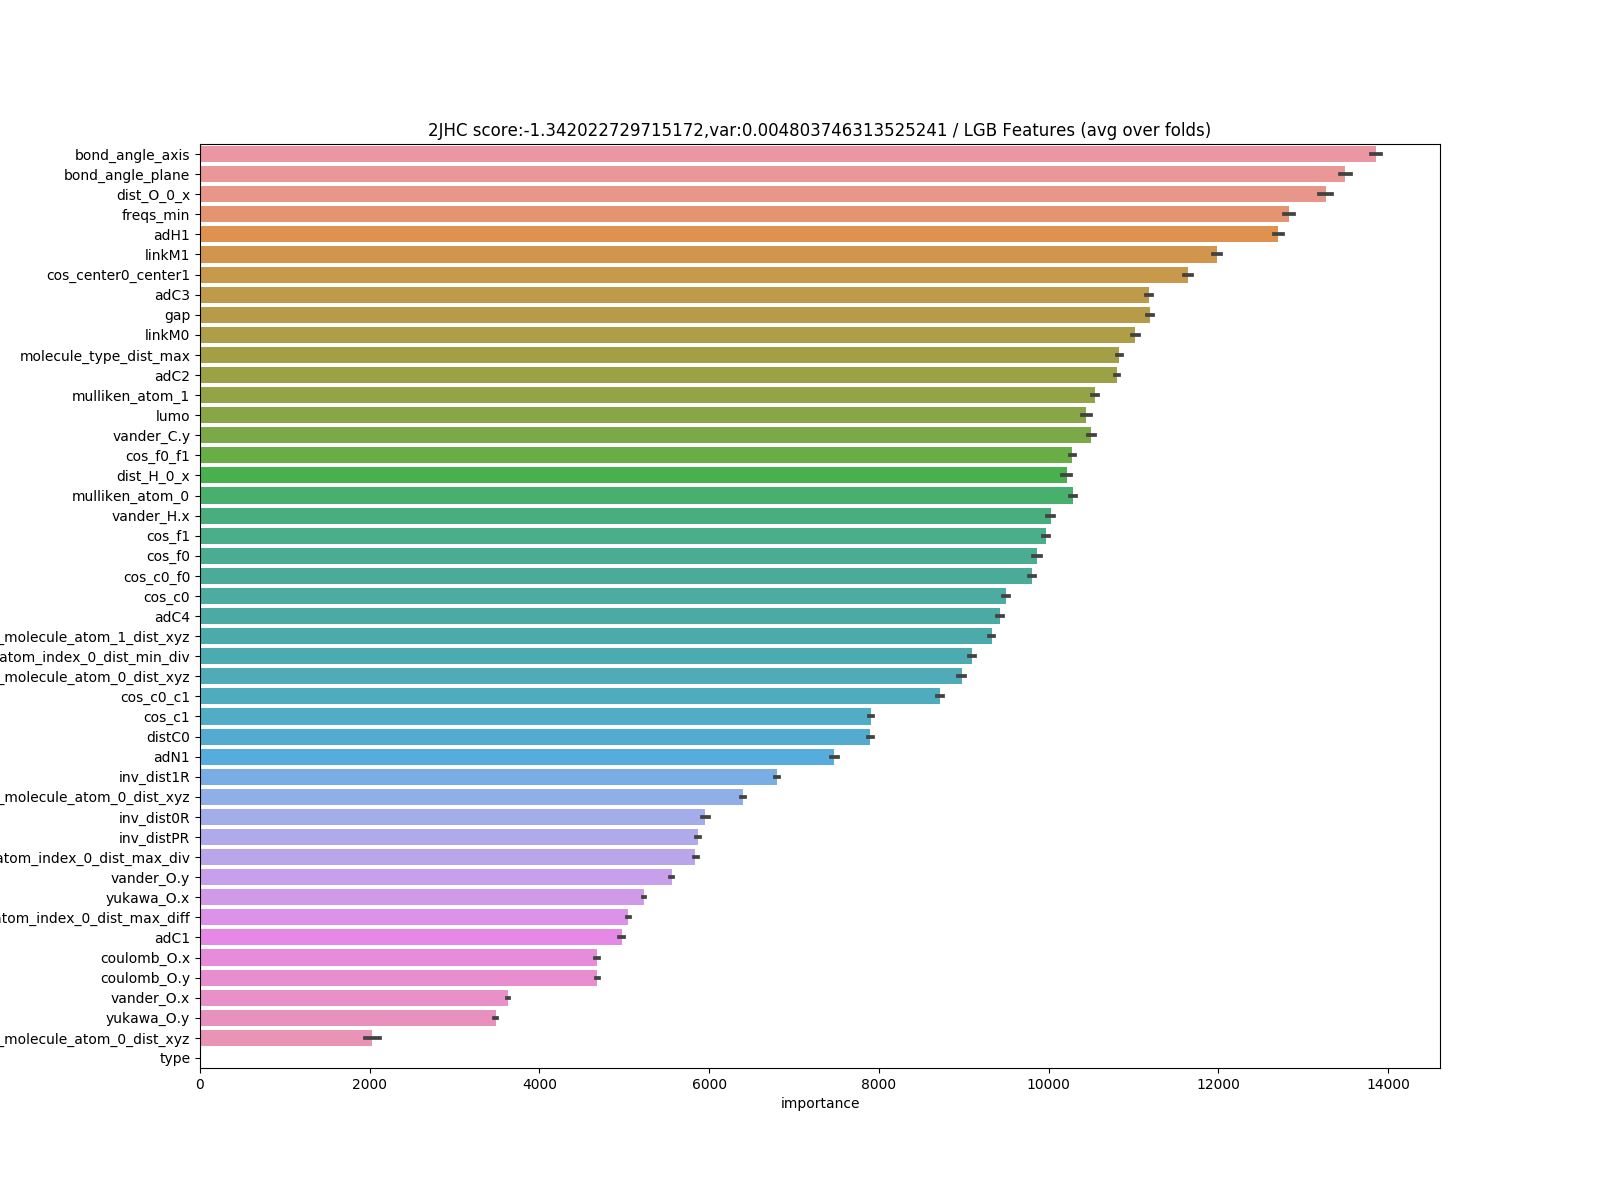 2JHC score:-1.342022729715172,var:0.004803746313525241 / LGB Features (avg over folds)
bond_angle_axis
bond_angle_plane
dist_O_0_x
freqs_min
adH1
linkM1
cos_center0_center1
adC3
gap
linkM0
molecule_type_dist_max
adC2
mulliken_atom_1
lumo
vander_C.y
cos_f0_f1
dist_H_0_x
mulliken_atom_0
vander_H.x
cos_f1
cos_f0
cos_c0_f0
cos_c0
adC4
_molecule_atom_1_dist_xyz
atom_index_0_dist_min_div
_molecule_atom_0_dist_xyz
cos_c0_c1
cos_c1
distC0
adN1
inv_dist1R
_molecule_atom_0_dist_xyz
inv_dist0R
inv_distPR
atom_index_0_dist_max_div
vander_O.y
yukawa_O.x
atom_index_0_dist_max_diff
adC1
coulomb_O.x
coulomb_O.y
vander_O.x
yukawa_O.y
_molecule_atom_0_dist_xyz
type
0 2000 4000 6000 8000 10000 12000 14000
importance